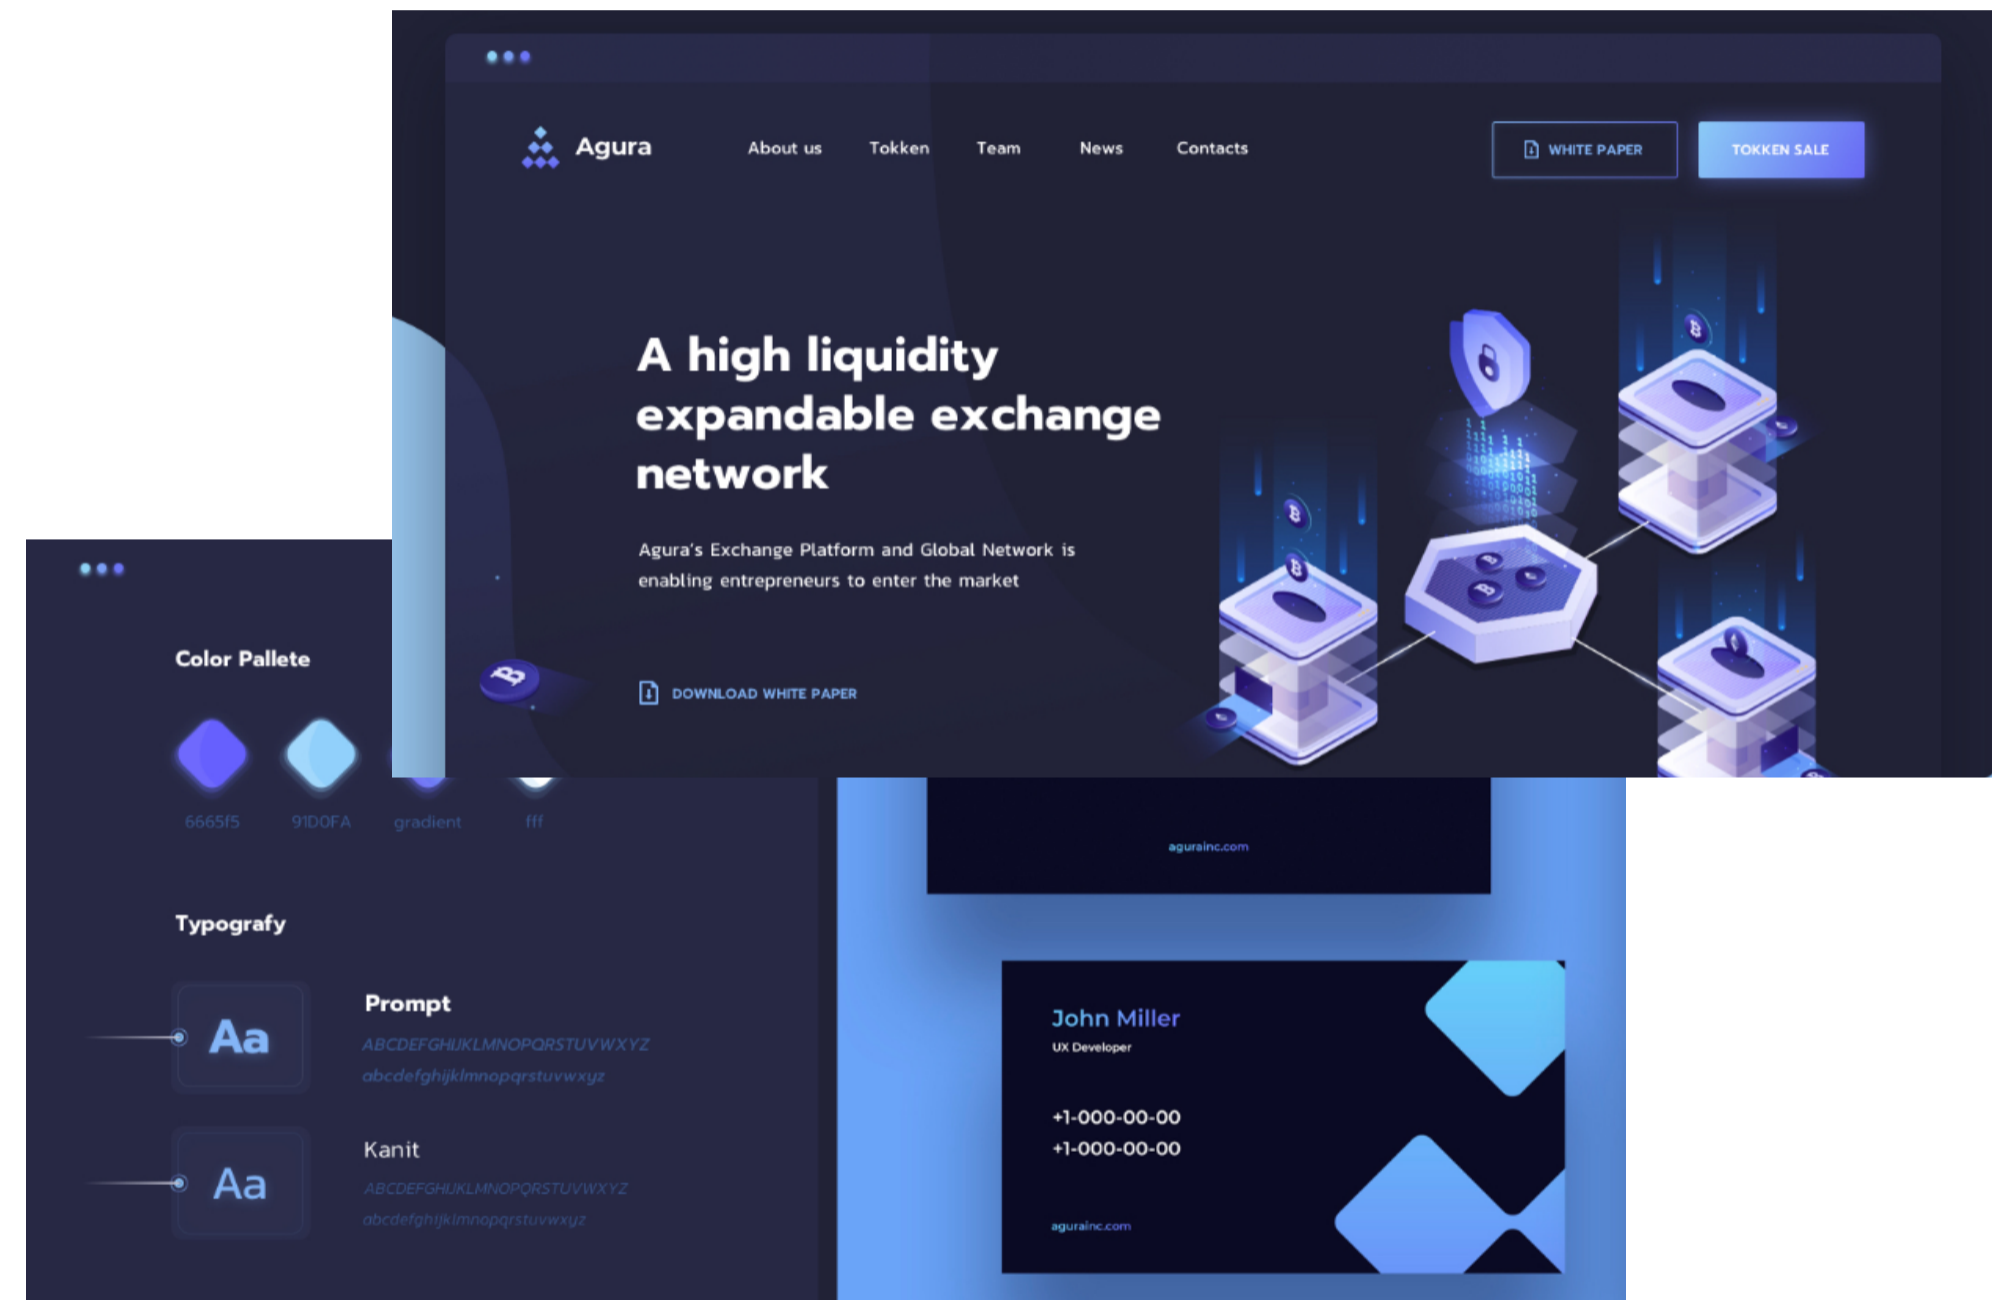 Agura
About us
Tokken
Team
News
Contacts
WHITE PAPER
TOKKEN SALE
A high liquidity
expandable exchange
network
Agura's Exchange Platform and Global Network is
enabling entrepreneurs to enter the market
DOWNLOAD WHITE PAPER
Color Pallete
6665f5
91D0FA
gradient
fff
Typografy
Aa
Prompt
ABCDEFGHIJKLMNOPQRSTUVWXYZ
abcdefghijklmnopqrstuvwxyz
Aa
Kanit
ABCDEFGHIJKLMNOPQRSTUVWXYZ
abcdefghijklmnopqrstuvwxyz
agurainc.com
John Miller
UX Developer
+1-000-00-00
+1-000-00-00
agurainc.com